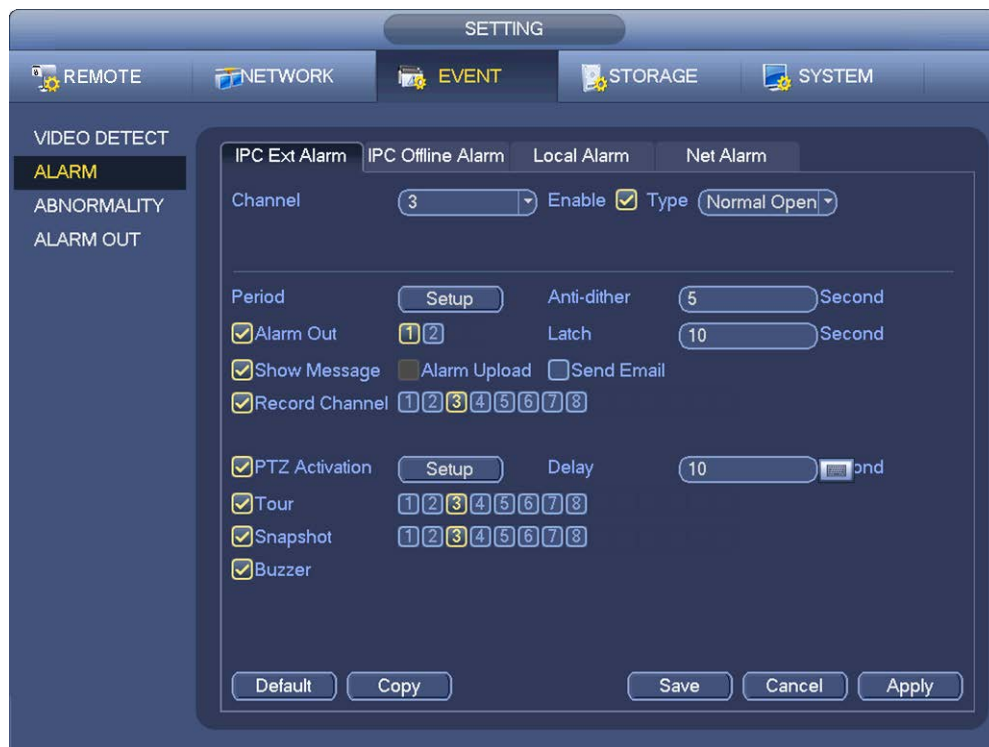 SETTING
REMOTE NETWORK EVENT STORAGE SYSTEM
VIDEO DETECT
ALARM
ABNORMALITY
ALARM OUT
IPC Ext Alarm IPC Offline Alarm Local Alarm Net Alarm
Channel 3 Enable Type Normal Open
Period Setup Anti-dither 5 Second
Alarm Out 1 2 Latch 10 Second
Show Message Alarm Upload Send Email
Record Channel 1 2 3 4 5 6 7 8
PTZ Activation Setup Delay 10 ond
Tour 1 2 3 4 5 6 7 8
Snapshot 1 2 3 4 5 6 7 8
Buzzer
Default Copy Save Cancel Apply